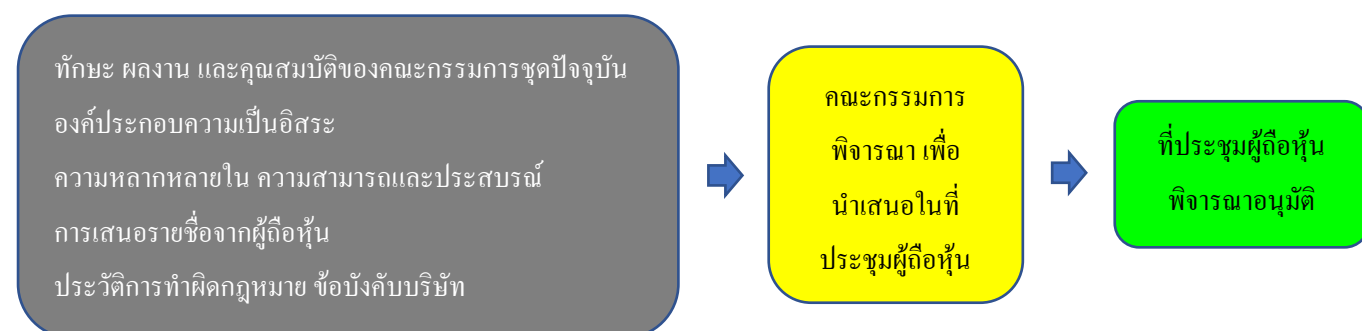 ทักษะ ผลงาน และคุณสมบัติของคณะกรรมการชุดปัจจุบัน
องค์ประกอบความเป็นอิสระ
ความหลากหลายใน ความสามารถและประสบรณ์
การเสนอรายชื่อจากผู้ถือหุ้น
ประวัติการทำผิดกฎหมาย ข้อบังคับบริษัท
คณะกรรมการ
พิจารณา เพื่อ
นำเสนอในที่
ประชุมผู้ถือหุ้น
ที่ประชุมผู้ถือหุ้น
พิจารณาอนุมัติ